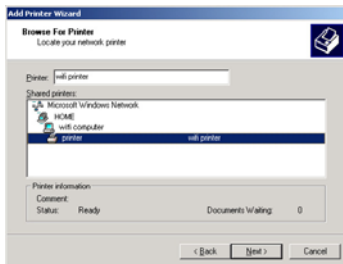 Add Printer Wizard
Browse For Printer
Locate your network printer
Printer: wifi printer
Shared printers:
Microsoft Windows Network
HOME
wifi computer
printer wifi printer
Printer information
Comment:
Status: Ready Documents Waiting: 0
< Back Next > Cancel